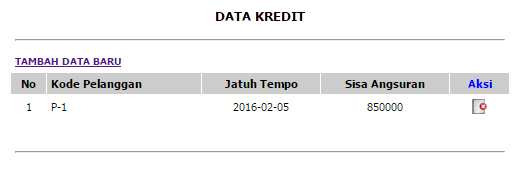 DATA KREDIT
TAMBAH DATA BARU
No Kode Pelanggan Jatuh Tempo Sisa Angsuran Aksi
1 P-1 2016-02-05 850000